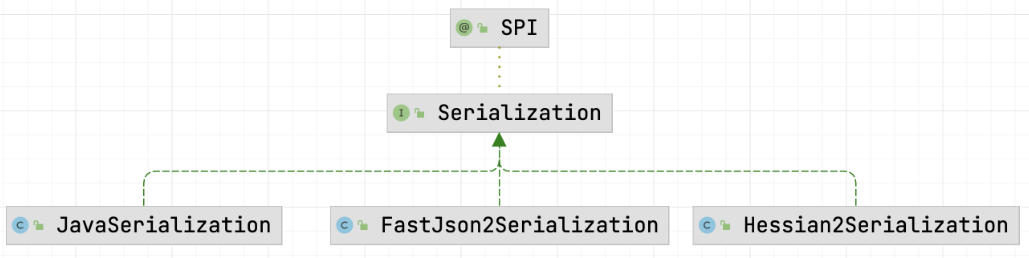 @ SPI
I Serialization
C JavaSerialization
C FastJson2Serialization
C Hessian2Serialization